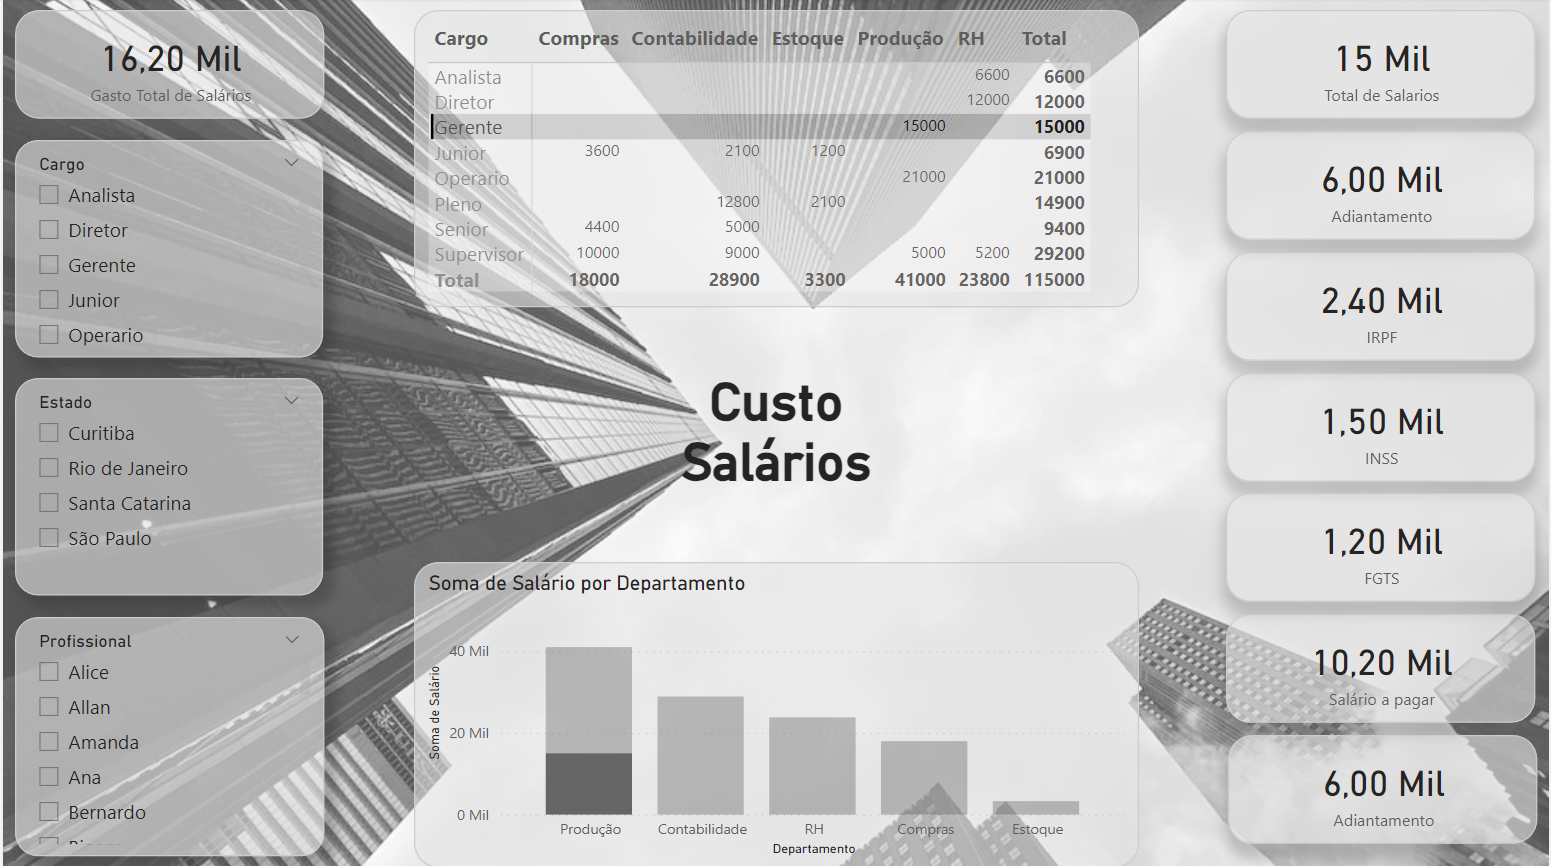 16,20 Mil
Gasto Total de Salários
Cargo
Analista
Diretor
Gerente
Junior
Operario
Estado
Curitiba
Rio de Janeiro
Santa Catarina
São Paulo
Profissional
Alice
Allan
Amanda
Ana
Bernardo
Cargo Compras Contabilidade Estoque Produção RH Total
Analista 6600 6600
Diretor 12000 12000
Gerente 15000 15000
Junior 3600 2100 1200 6900
Operario 21000 21000
Pleno 12800 2100 14900
Senior 4400 5000 9400
Supervisor 10000 9000 5000 5200 29200
Total 18000 28900 3300 41000 23800 115000
Custo
Salários
Soma de Salário por Departamento
Soma de Salário
40 Mil
20 Mil
0 Mil
Produção Contabilidade RH Compras Estoque
Departamento
15 Mil
Total de Salarios
6,00 Mil
Adiantamento
2,40 Mil
IRPF
1,50 Mil
INSS
1,20 Mil
FGTS
10,20 Mil
Salário a pagar
6,00 Mil
Adiantamento